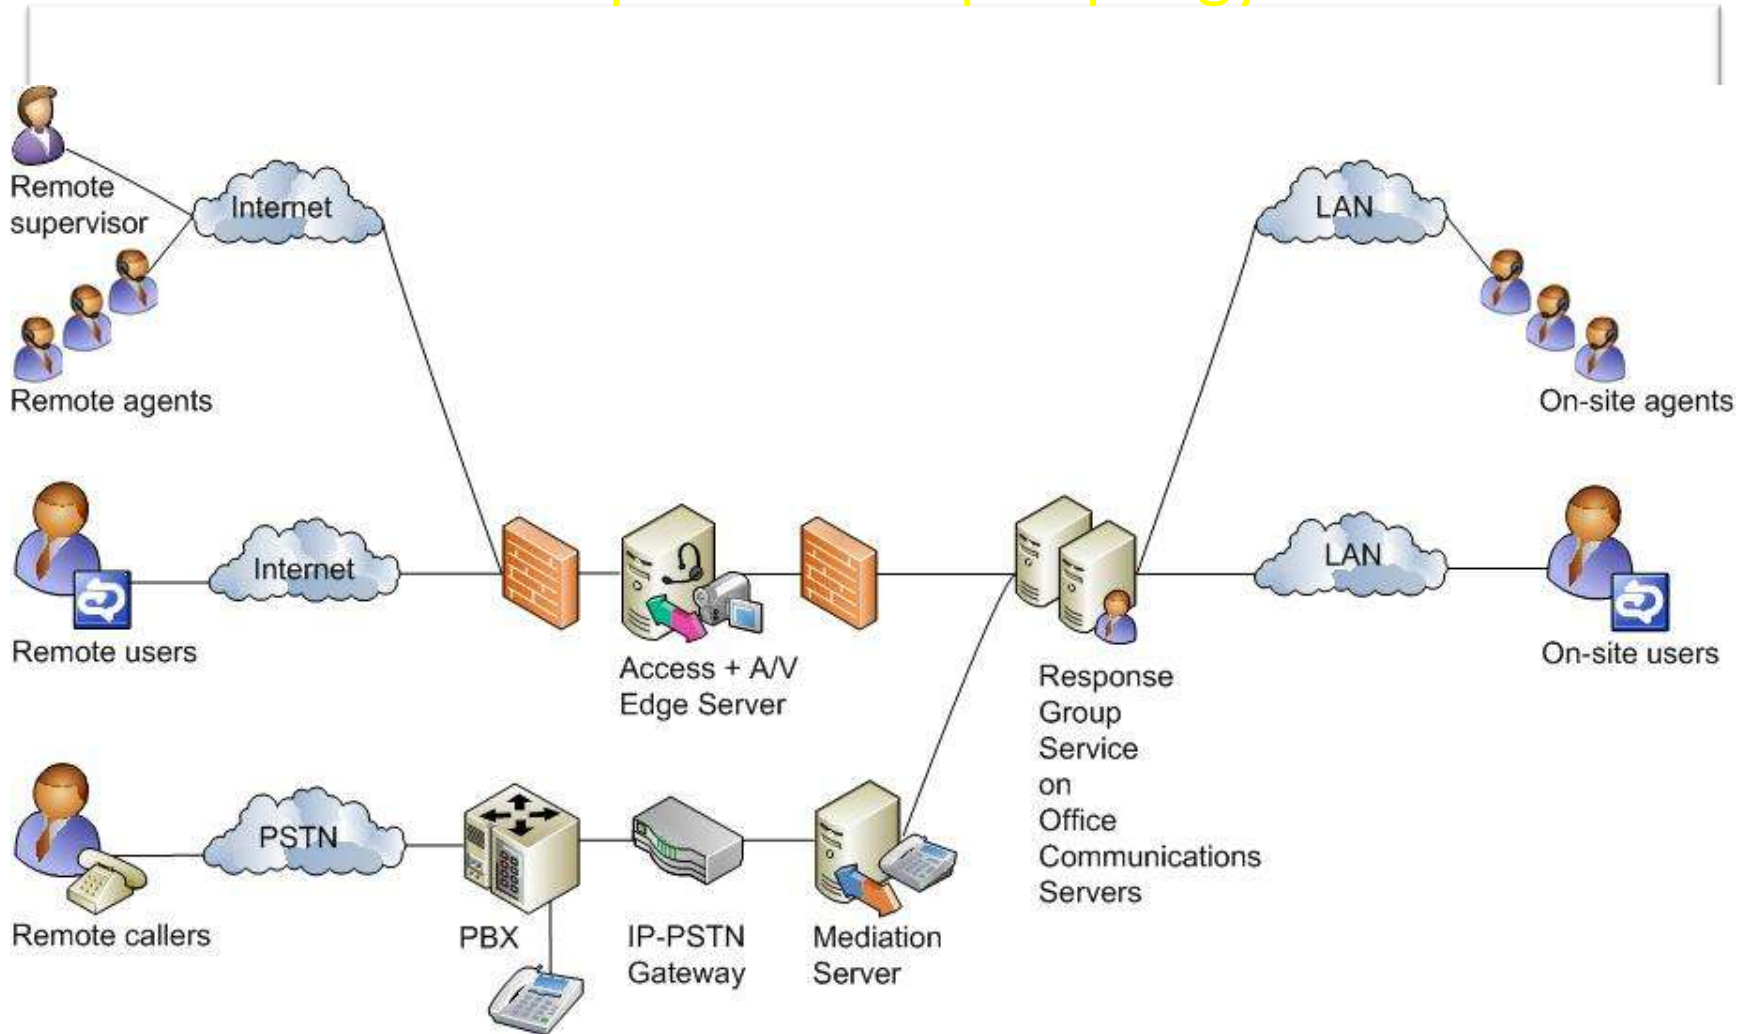 Remote
supervisor
Internet
LAN
Remote agents
On-site agents
Internet
LAN
Remote users
Access + A/V
Edge Server
On-site users
Response
Group
Service
on
Office
Communications
Servers
PSTN
Remote callers
PBX
IP-PSTN
Gateway
Mediation
Server